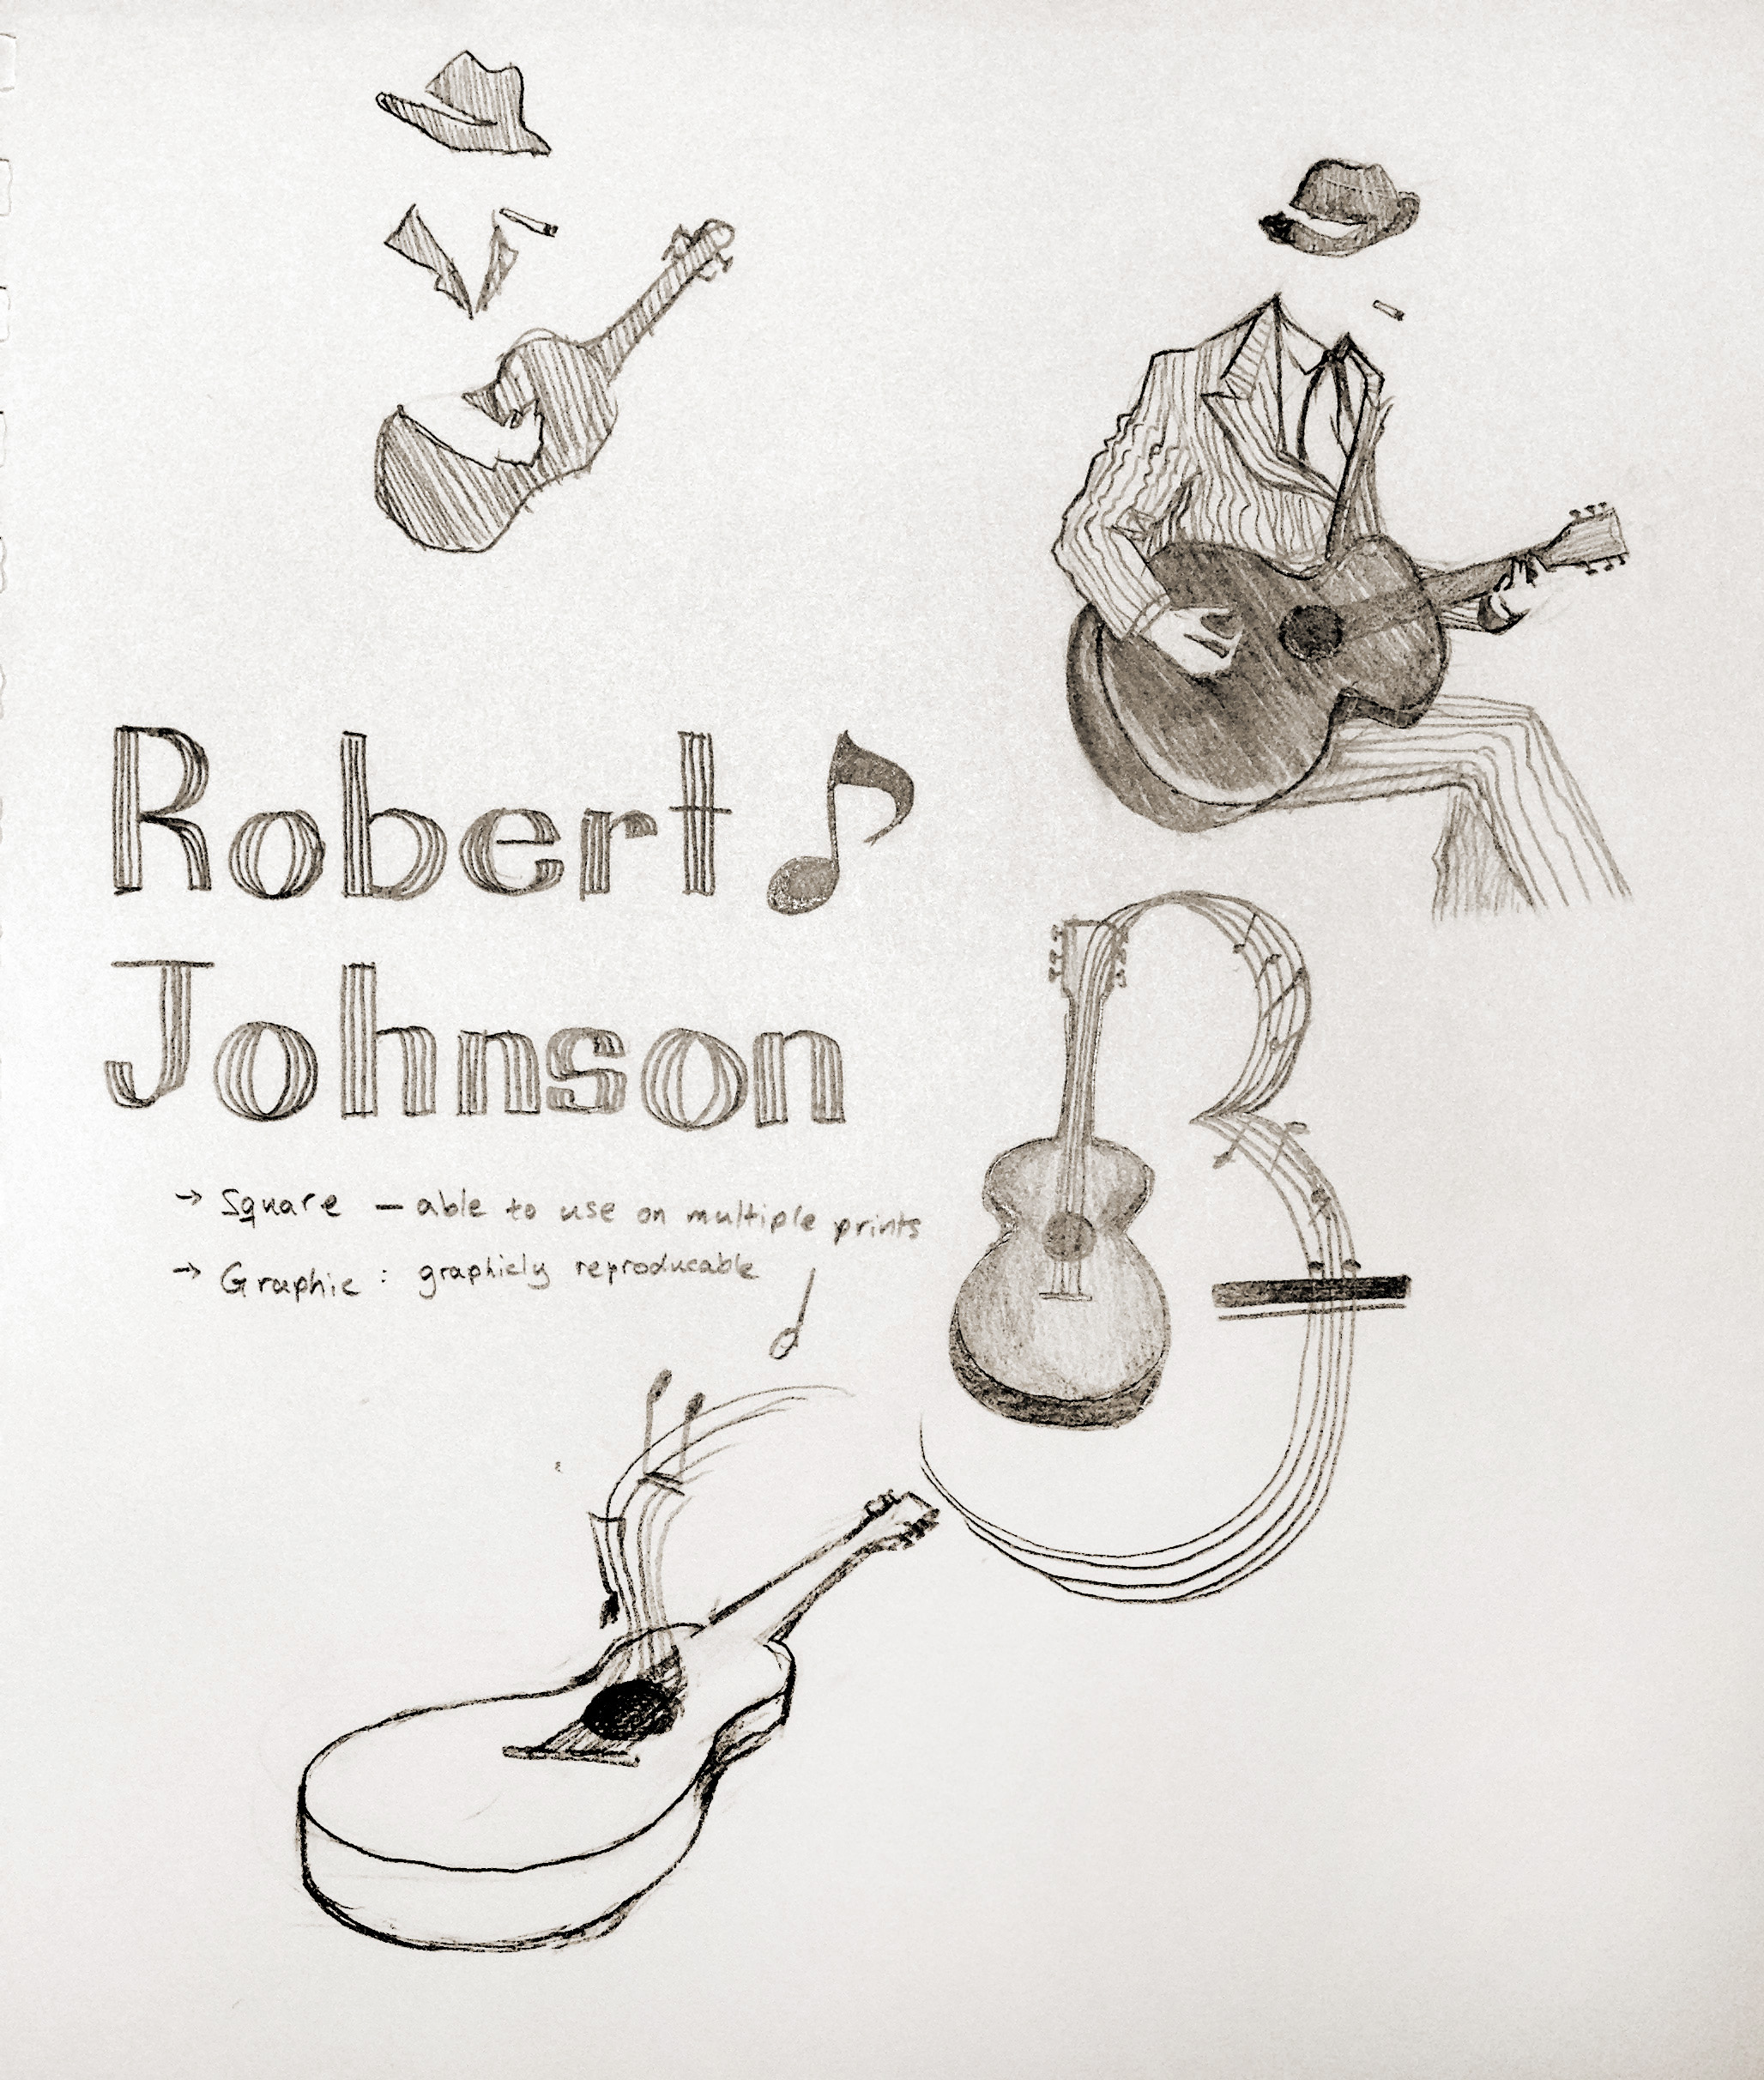 Robert
Johnson
→ Square — able to use on multiple prints
→ Graphic : graphicly reproducable